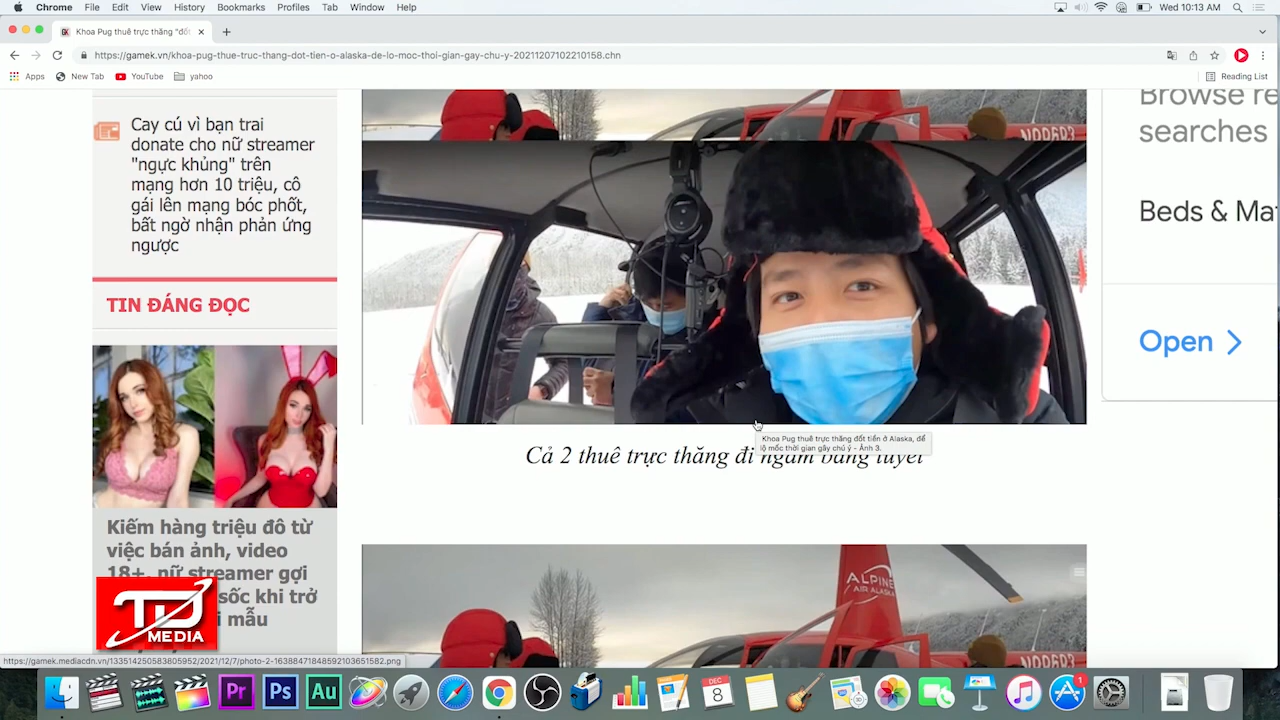 Chrome File Edit View History Bookmarks Profiles Tab Window Help Wed 10:13 AM
Khoa Pug thuê trực thăng "đốt
https://gamek.vn/khoa-pug-thue-truc-thang-dot-tien-o-alaska-de-lo-moc-thoi-gian-gay-chu-y-20211207102210158.chn
Apps New Tab YouTube yahoo Reading List
Cay cú vì bạn trai
donate cho nữ streamer
"ngực khủng" trên
mạng hơn 10 triệu, cô
gái lên mạng bóc phốt,
bất ngờ nhận phản ứng
ngược
TIN ĐÁNG ĐỌC
Kiếm hàng triệu đô từ
việc bán ảnh, video
18+, nữ streamer gợi
sốc khi trở
mẫu
TD
MEDIA
Browse re
searches
Beds & Ma
Open
Khoa Pug thuê trực thăng đốt tiền ở Alaska, để
lộ mốc thời gian gây chú ý - Ảnh 3.
Cả 2 thuê trực thăng đi ngắm băng tuyết
ALPINE
AIR ALASKA
https://gamek.mediacdn.vn/133514250583805952/2021/12/7/photo-2-16388471848592103651582.png
Pr Ps Au
DEC
8
30
1